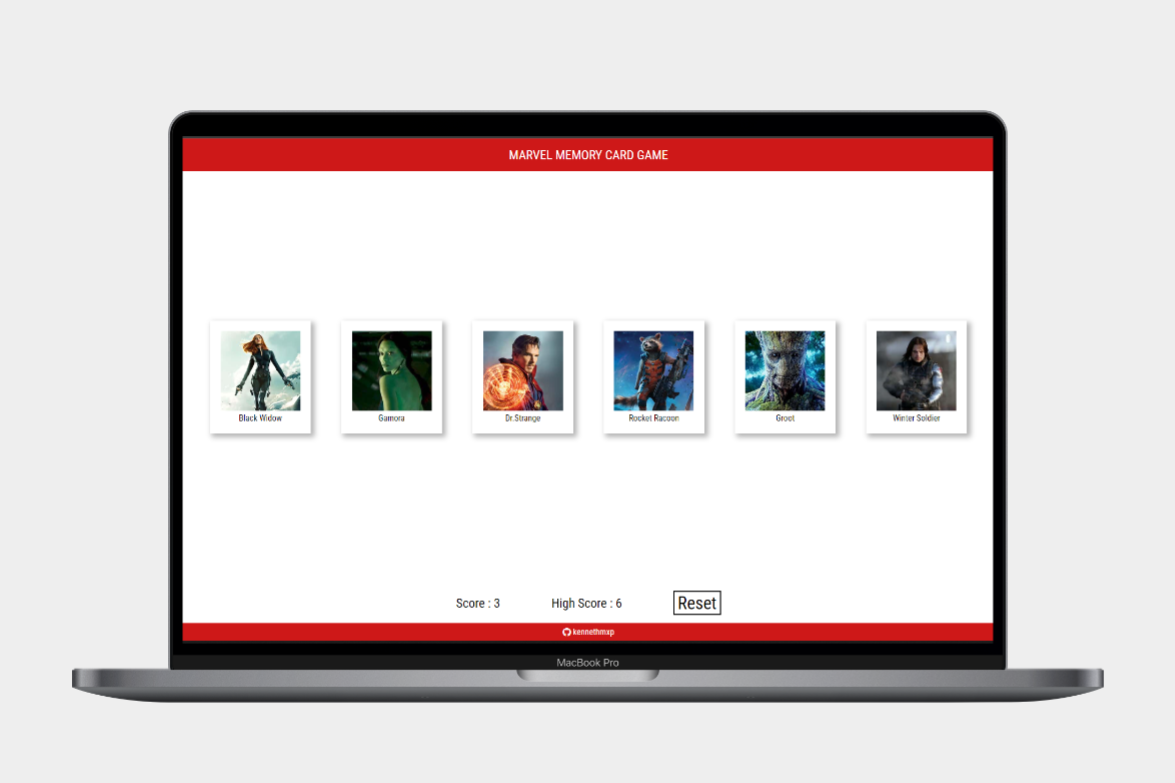 MARVEL MEMORY CARD GAME
Black Widow
Gamora
Dr.Strange
Rocket Racoon
Groot
Winter Soldier
Score : 3
High Score : 6
Reset
kennethmxp
MacBook Pro